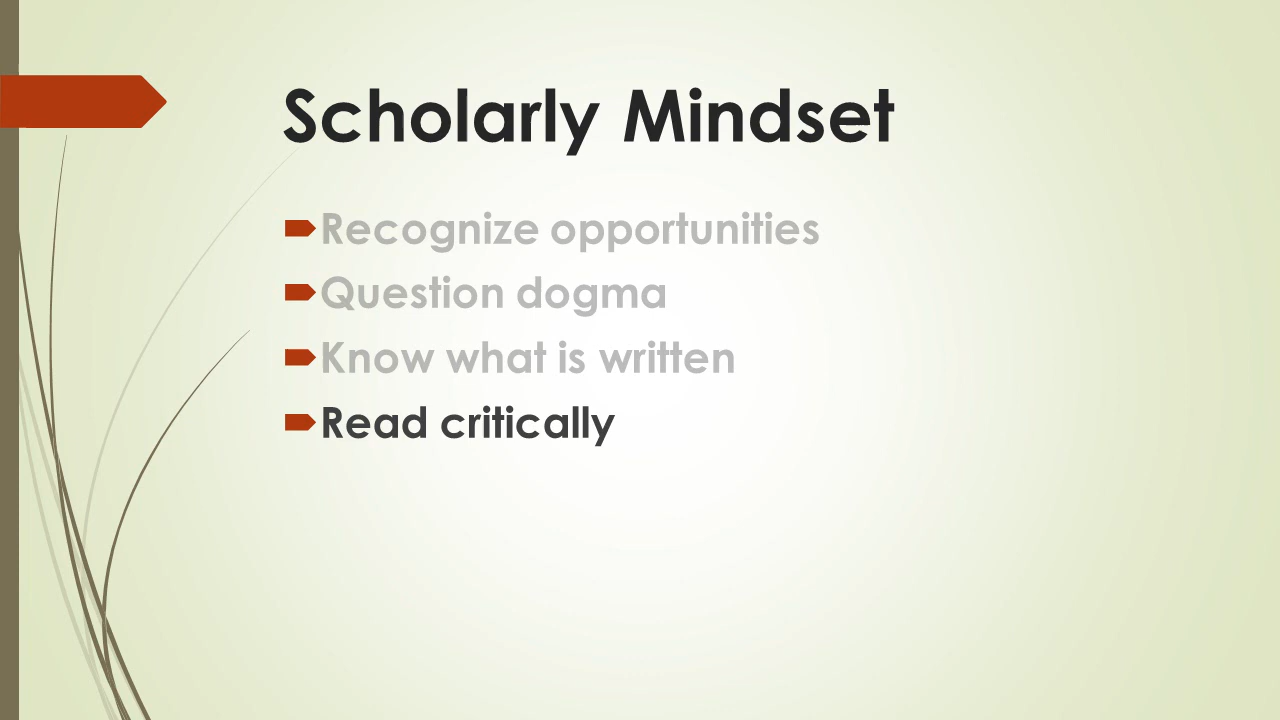 Scholarly Mindset
Recognize opportunities
Question dogma
Know what is written
Read critically